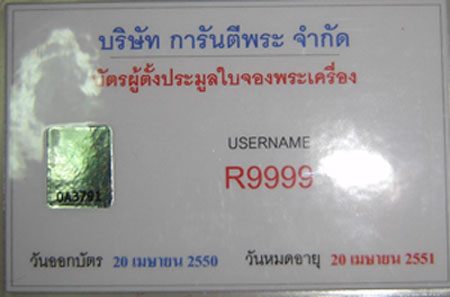 บริษัท การันตีพระ จำกัด
บัตรผู้ตั้งประมูลใบจองพระเครื่อง
USERNAME
R9999
OA3791
วันออกบัตร 20 เมษายน 2550 วันหมดอายุ 20 เมษายน 2551